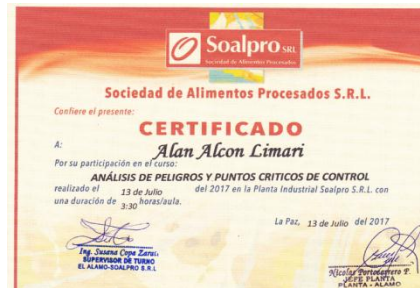 Soalpro SRL
Sociedad de Alimentos Procesados
Sociedad de Alimentos Procesados S.R.L.
Confiere el presente:
CERTIFICADO
A: Alan Alcon Limari
Por su participación en el curso:
ANÁLISIS DE PELIGROS Y PUNTOS CRITICOS DE CONTROL
realizado el 13 de Julio del 2017 en la Planta Industrial Soalpro S.R.L. con
una duración de 3:30 horas/aula.
La Paz, 13 de Julio del 2017
Ing. Susana Copa
SUPERVISOR DE TURNO
EL ALAMO-SOALPRO S.R.L
Nicolas Portocarrero P.
JEFE PLANTA
PLANTA - ALAMO